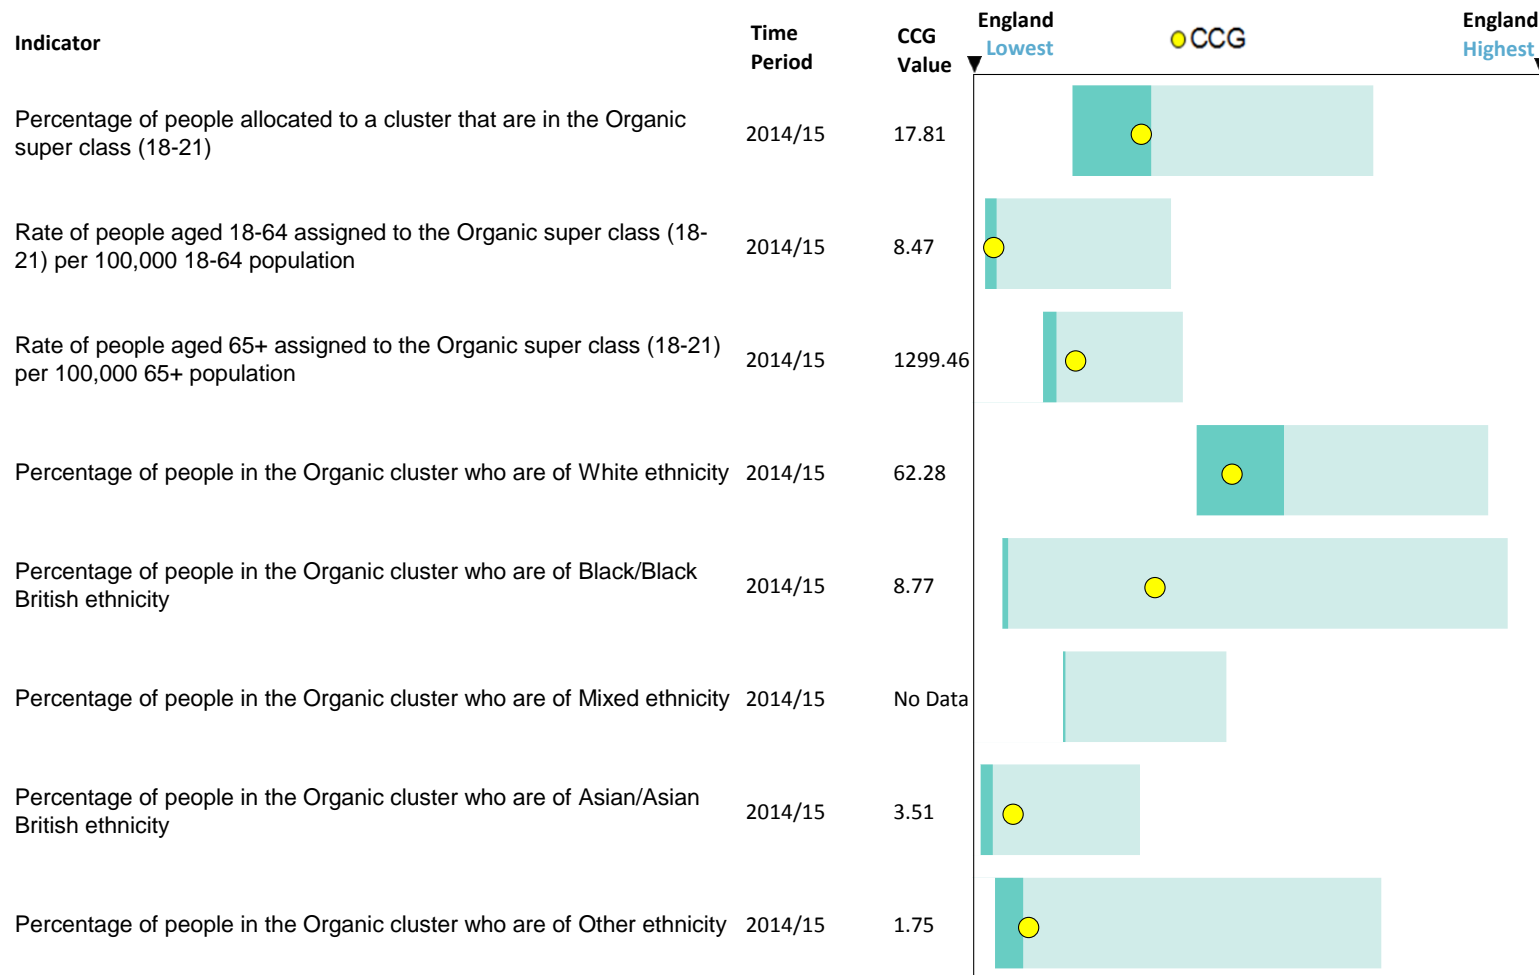 Indicator
Time Period
CCG Value
England Lowest
CCG
England Highest
Percentage of people allocated to a cluster that are in the Organic
super class (18-21)
2014/15
17.81
Rate of people aged 18-64 assigned to the Organic super class (18-
21) per 100,000 18-64 population
2014/15
8.47
Rate of people aged 65+ assigned to the Organic super class (18-21)
per 100,000 65+ population
2014/15
1299.46
Percentage of people in the Organic cluster who are of White ethnicity
2014/15
62.28
Percentage of people in the Organic cluster who are of Black/Black
British ethnicity
2014/15
8.77
Percentage of people in the Organic cluster who are of Mixed ethnicity
2014/15
No Data
Percentage of people in the Organic cluster who are of Asian/Asian
British ethnicity
2014/15
3.51
Percentage of people in the Organic cluster who are of Other ethnicity
2014/15
1.75